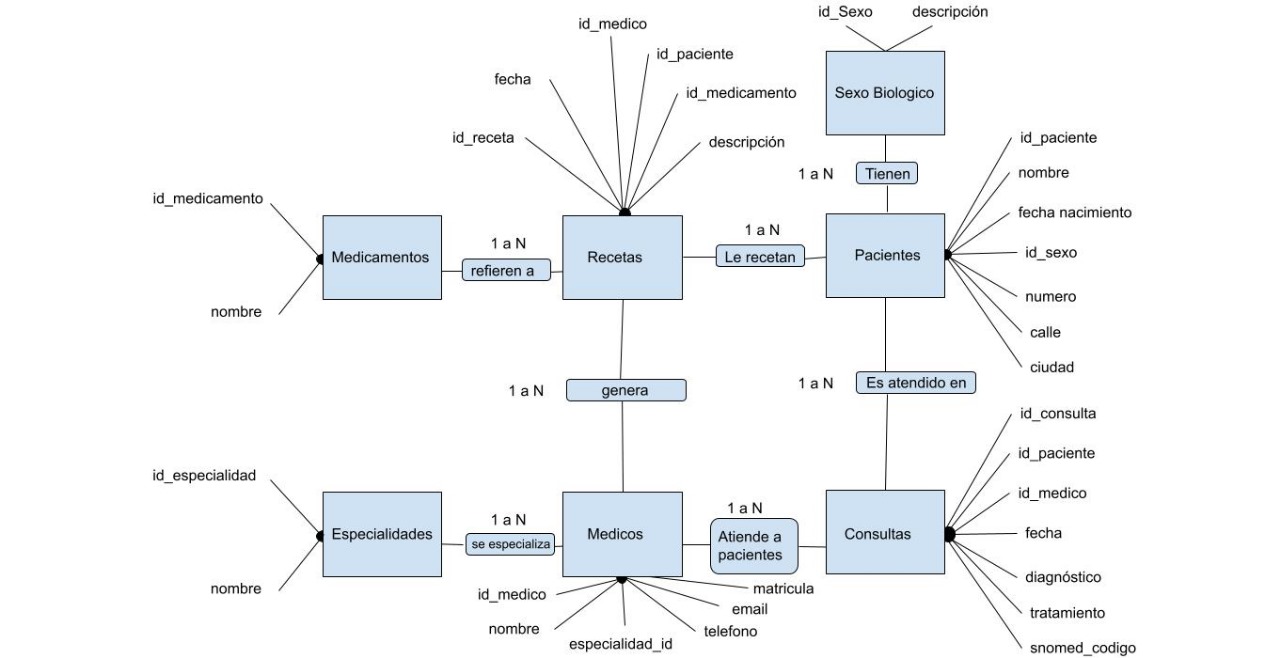 id_Sexo
descripción
id_medico
id_paciente
fecha
id_medicamento
Sexo Biologico
id_receta
descripción
id_paciente
1 a N
Tienen
nombre
id_medicamento
fecha nacimiento
1 a N
1 a N
Medicamentos
refieren a
Recetas
Le recetan
Pacientes
id_sexo
numero
nombre
calle
ciudad
1 a N
genera
1 a N
Es atendido en
id_consulta
id_paciente
id_especialidad
id_medico
1 a N
1 a N
Especialidades
se especializa
Medicos
Atiende a
pacientes
Consultas
fecha
diagnóstico
nombre
id_medico
matricula
email
tratamiento
nombre
especialidad_id
telefono
snomed_codigo